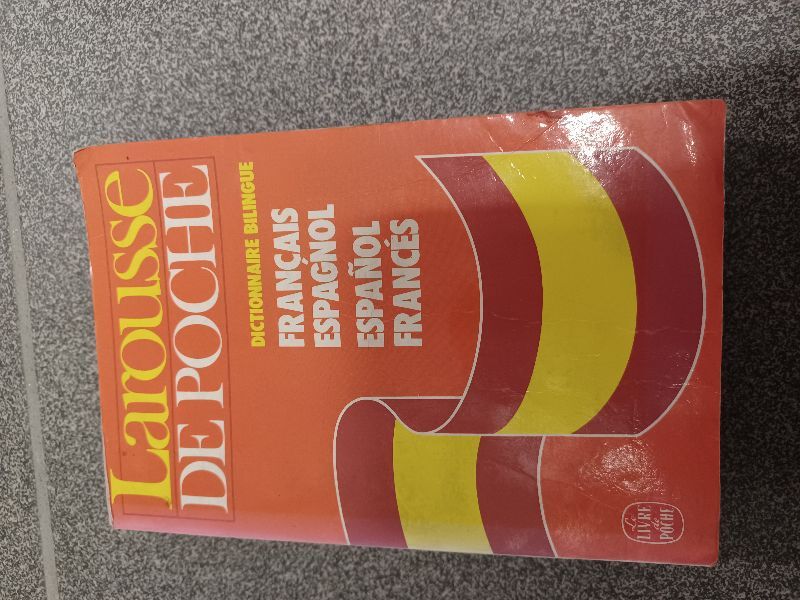 Larousse
DE POCHE
DICTIONNAIRE BILINGUE
FRANÇAIS
ESPAGNOL
ESPAÑOL
FRANCÉS
Le
LIVRE
de
POCHE